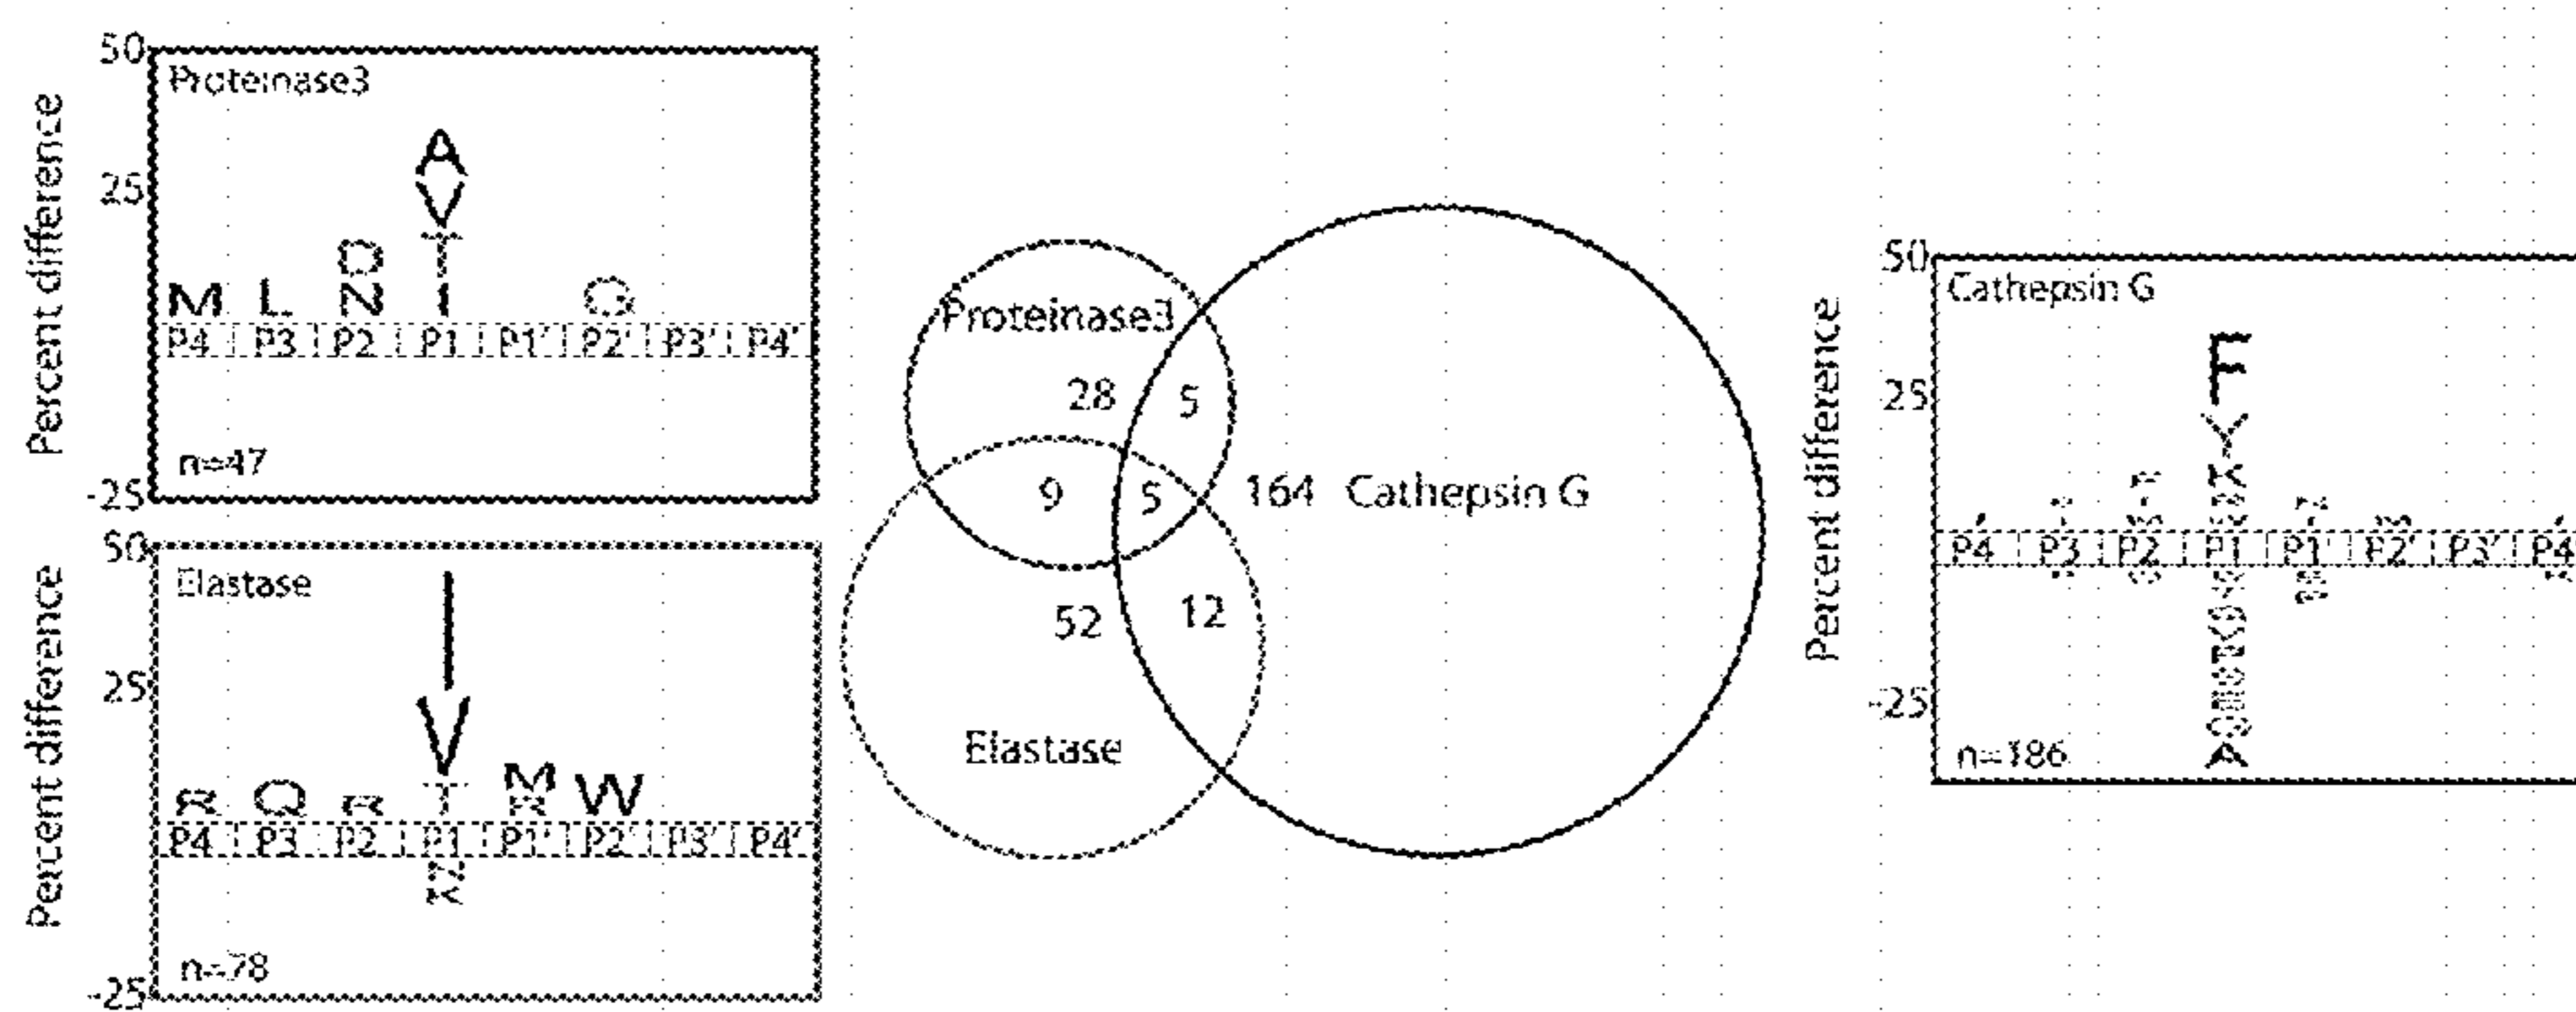 50
Proteinase3
Percent difference
25
A
V
T
I
D
N
M
L
G
P4 P3 P2 P1 P1' P2' P3' P4'
n=47
-25
50
Elastase
Percent difference
25
I
V
T
R
Q
R
M
R
W
P4 P3 P2 P1 P1' P2' P3' P4'
N
K
n=78
-25
Proteinase3
28
5
9
5
164
Cathepsin G
52
12
Elastase
50
Cathepsin G
Percent difference
25
F
Y
P4 P3 P2 P1 P1' P2' P3' P4
-25
A
n=186